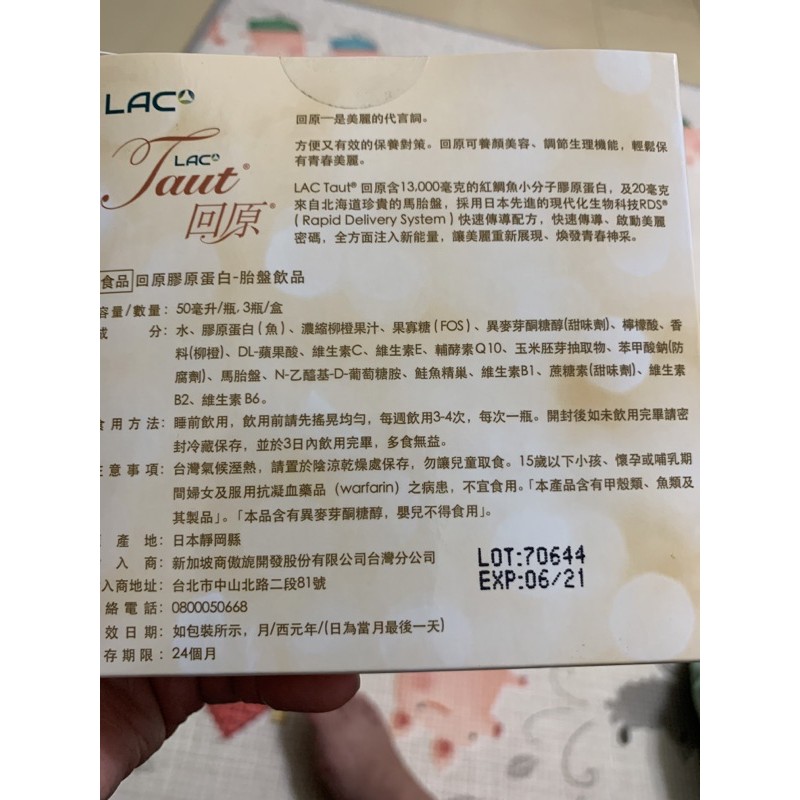 LAC
LAC
Taut®
回原®
回原—是美麗的代言詞。
方便又有效的保養對策。回原可養顏美容、調節生理機能，輕鬆保
有青春美麗。
LAC Taut® 回原含13,000毫克的紅鯛魚小分子膠原蛋白，及20毫克
來自北海道珍貴的馬胎盤，採用日本先進的現代化生物科技RDS®
( Rapid Delivery System ) 快速傳導配方，快速傳導、啟動美麗
密碼，全方面注入新能量，讓美麗重新展現、煥發青春神采。
食品 回原膠原蛋白-胎盤飲品
容量/數量：50毫升/瓶, 3瓶/盒
成 分：水、膠原蛋白（魚）、濃縮柳橙果汁、果寡糖（FOS）、異麥芽酮糖醇(甜味劑)、檸檬酸、香
料(柳橙)、DL-蘋果酸、維生素C、維生素E、輔酵素Q10、玉米胚芽抽取物、苯甲酸鈉(防
腐劑)、馬胎盤、N-乙醯基-D-葡萄糖胺、鮭魚精巢、維生素B1、蔗糖素(甜味劑)、維生素
B2、維生素 B6。
食用方法：睡前飲用，飲用前請先搖晃均勻，每週飲用3-4次，每次一瓶。開封後如未飲用完畢請密
封冷藏保存，並於3日內飲用完畢，多食無益。
注意事項：台灣氣候溼熱，請置於陰涼乾燥處保存，勿讓兒童取食。15歲以下小孩、懷孕或哺乳期
間婦女及服用抗凝血藥品（warfarin）之病患，不宜食用。「本產品含有甲殼類、魚類及
其製品」。「本品含有異麥芽酮糖醇，嬰兒不得食用」。
產 地：日本靜岡縣
入 商：新加坡商傲旎開發股份有限公司台灣分公司
入商地址：台北市中山北路二段81號
絡電話：0800050668
效日期：如包裝所示，月/西元年/(日為當月最後一天)
存期限：24個月
LOT:70644
EXP:06/21